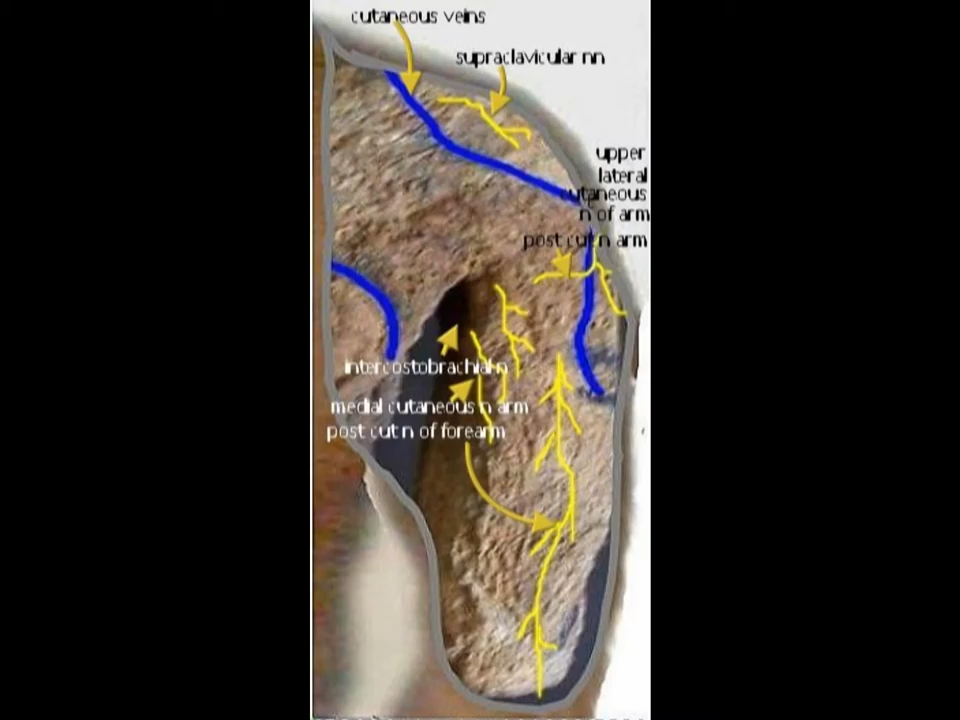 cutaneous veins
supraclavicular nn
upper
lateral
cutaneous
n of arm
post cut n arm
intercostobrachial n
medial cutaneous n arm
post cut n of forearm